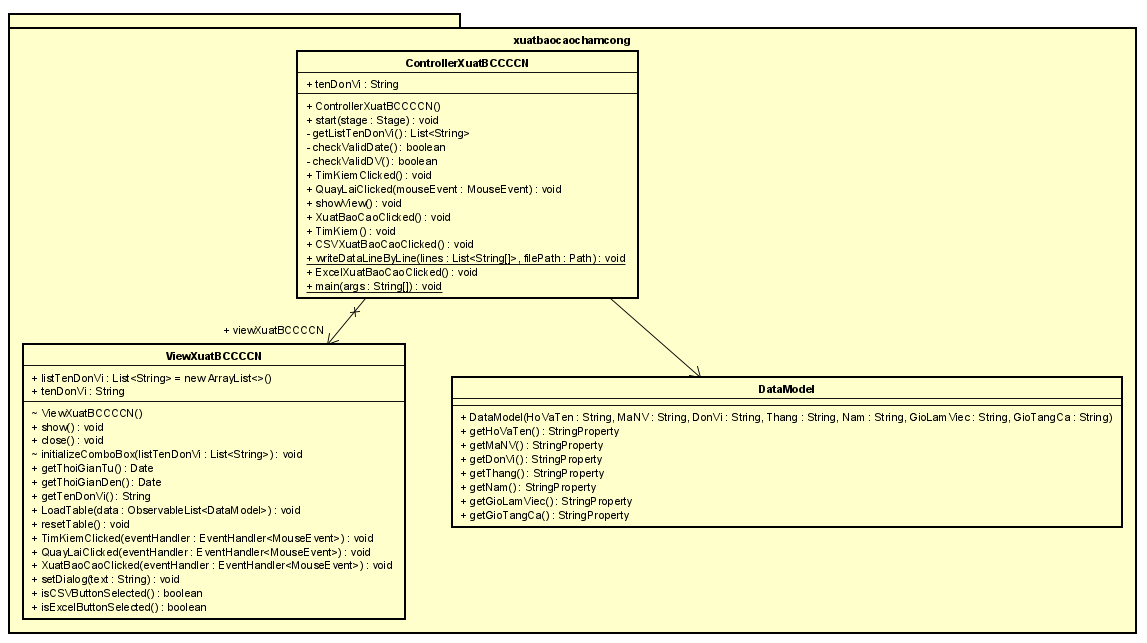 xuatbaocaochamcong
ControllerXuatBCCCCN
+ tenDonVi : String
+ ControllerXuatBCCCCN()
+ start(stage : Stage) : void
- getListTenDonVi() : List<String>
- checkValidDate() : boolean
- checkValidDV() : boolean
+ TimKiemClicked() : void
+ QuayLaiClicked(mouseEvent : MouseEvent) : void
+ showView() : void
+ XuatBaoCaoClicked() : void
+ TimKiem() : void
+ CSVXuatBaoCaoClicked() : void
+ writeDataLineByLine(lines : List<String[]>, filePath : Path) : void
+ ExcelXuatBaoCaoClicked() : void
+ main(args : String[]) : void
+ viewXuatBCCCCN
ViewXuatBCCCCN
+ listTenDonVi : List<String> = new ArrayList<>()
+ tenDonVi : String
~ ViewXuatBCCCCN()
+ show() : void
+ close() : void
~ initializeComboBox(listTenDonVi : List<String>) : void
+ getThoiGianTu() : Date
+ getThoiGianDen() : Date
+ getTenDonVi() : String
+ LoadTable(data : ObservableList<DataModel>) : void
+ resetTable() : void
+ TimKiemClicked(eventHandler : EventHandler<MouseEvent>) : void
+ QuayLaiClicked(eventHandler : EventHandler<MouseEvent>) : void
+ XuatBaoCaoClicked(eventHandler : EventHandler<MouseEvent>) : void
+ setDialog(text : String) : void
+ isCSVButtonSelected() : boolean
+ isExcelButtonSelected() : boolean
DataModel
+ DataModel(HoVaTen : String, MaNV : String, DonVi : String, Thang : String, Nam : String, GioLamViec : String, GioTangCa : String)
+ getHoVaTen() : StringProperty
+ getMaNV() : StringProperty
+ getDonVi() : StringProperty
+ getThang() : StringProperty
+ getNam() : StringProperty
+ getGioLamViec() : StringProperty
+ getGioTangCa() : StringProperty